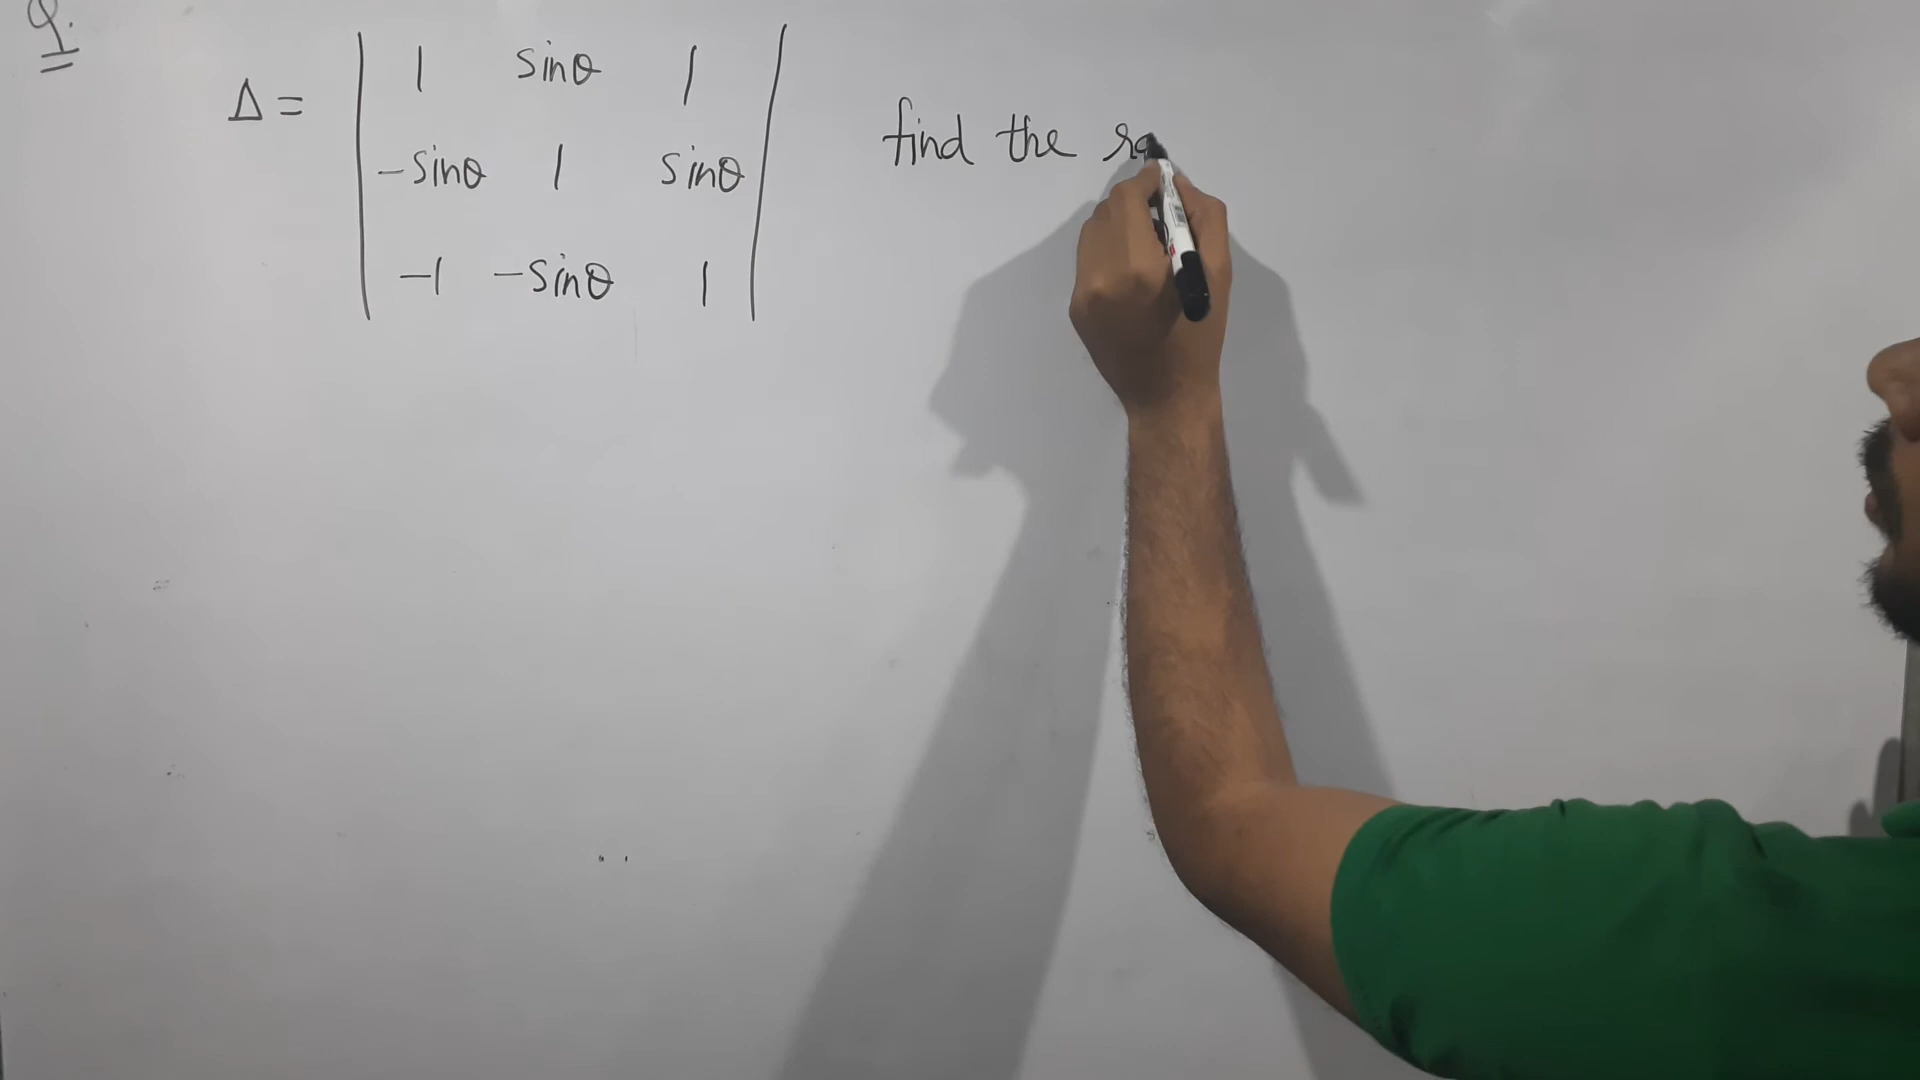 Q.
Δ = | 1 sinθ 1 | find the
| -sinθ 1 sinθ |
| -1 -sinθ 1 |